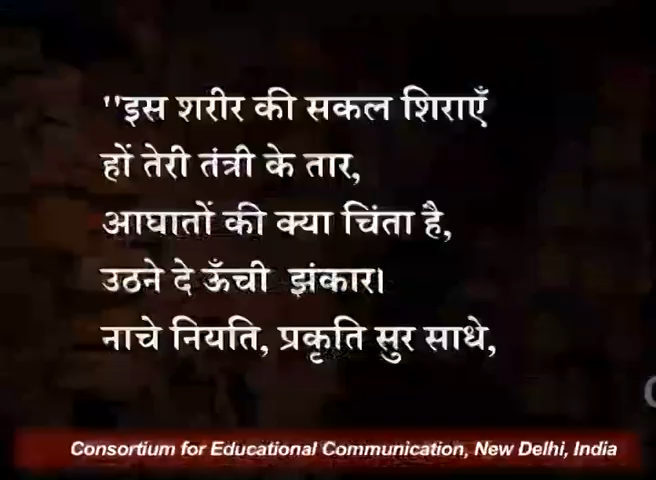 "इस शरीर की सकल शिराएँ
हों तेरी तंत्री के तार,
आघातों की क्या चिंता है,
उठने दे ऊँची झंकार।
नाचे नियति, प्रकृति सुर साधे,
Consortium for Educational Communication, New Delhi, India